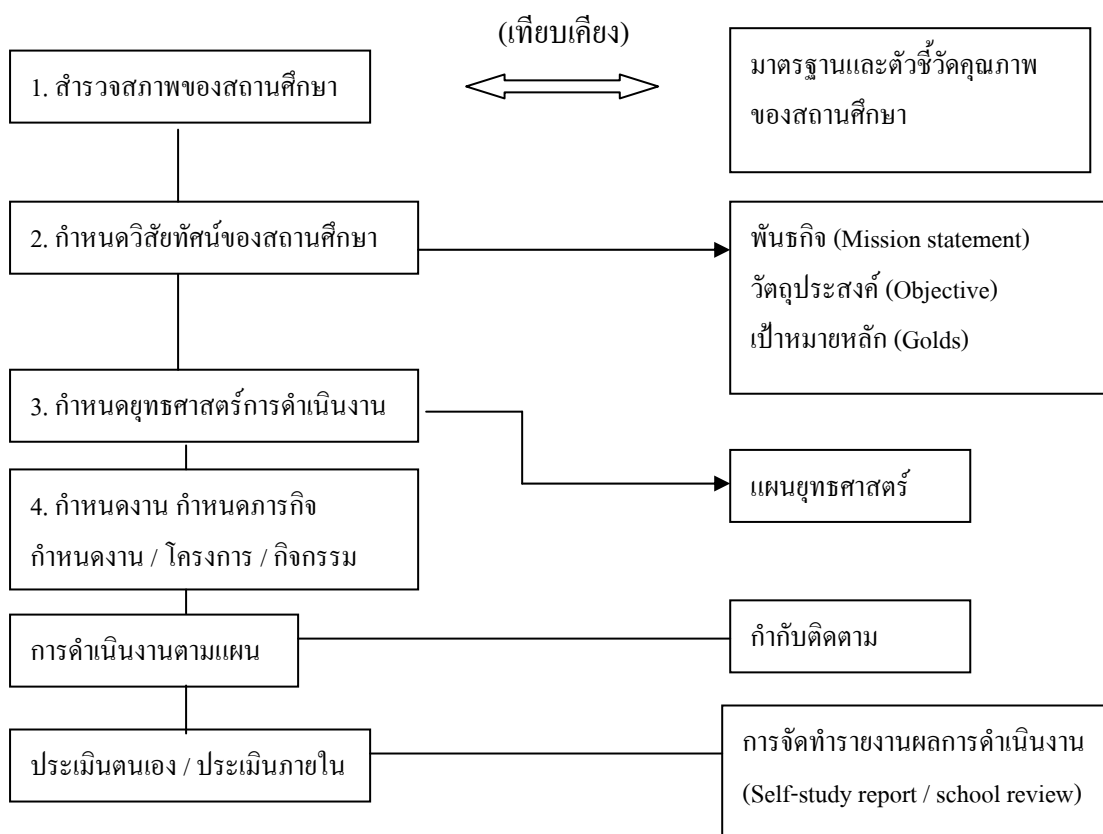 (เทียบเคียง)
1. สำรวจสภาพของสถานศึกษา
มาตรฐานและตัวชี้วัดคุณภาพ
ของสถานศึกษา
2. กำหนดวิสัยทัศน์ของสถานศึกษา
พันธกิจ (Mission statement)
วัตถุประสงค์ (Objective)
เป้าหมายหลัก (Golds)
3. กำหนดยุทธศาสตร์การดำเนินงาน
แผนยุทธศาสตร์
4. กำหนดงาน กำหนดภารกิจ
กำหนดงาน / โครงการ / กิจกรรม
การดำเนินงานตามแผน
กำกับติดตาม
ประเมินตนเอง / ประเมินภายใน
การจัดทำรายงานผลการดำเนินงาน
(Self-study report / school review)